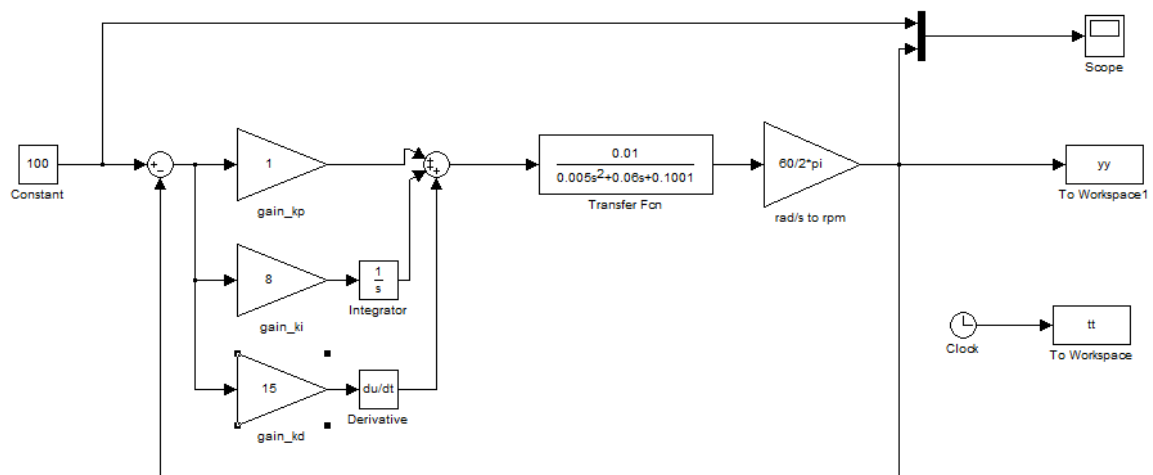 Scope
100
Constant
+
−
1
gain_kp
+
+
+
0.01
0.005s²+0.06s+0.1001
Transfer Fcn
60/2*pi
rad/s to rpm
yy
To Workspace1
8
gain_ki
1
s
Integrator
15
gain_kd
du/dt
Derivative
Clock
tt
To Workspace